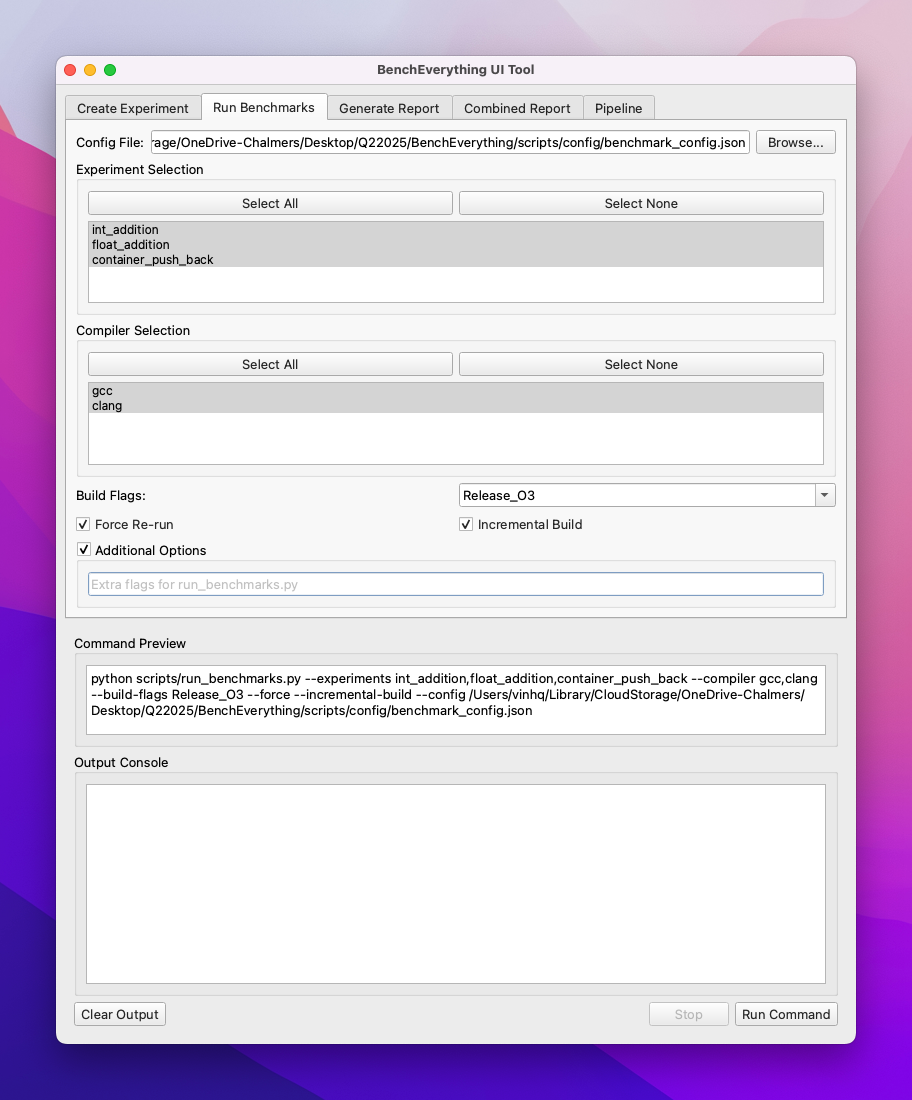 BenchEverything UI Tool
Create Experiment Run Benchmarks Generate Report Combined Report Pipeline
Config File: rage/OneDrive-Chalmers/Desktop/Q22025/BenchEverything/scripts/config/benchmark_config.json Browse...
Experiment Selection
Select All Select None
int_addition
float_addition
container_push_back
Compiler Selection
Select All Select None
gcc
clang
Build Flags: Release_O3
Force Re-run Incremental Build
Additional Options
Extra flags for run_benchmarks.py
Command Preview
python scripts/run_benchmarks.py --experiments int_addition,float_addition,container_push_back --compiler gcc,clang
--build-flags Release_O3 --force --incremental-build --config /Users/vinhq/Library/CloudStorage/OneDrive-Chalmers/
Desktop/Q22025/BenchEverything/scripts/config/benchmark_config.json
Output Console
Clear Output Stop Run Command